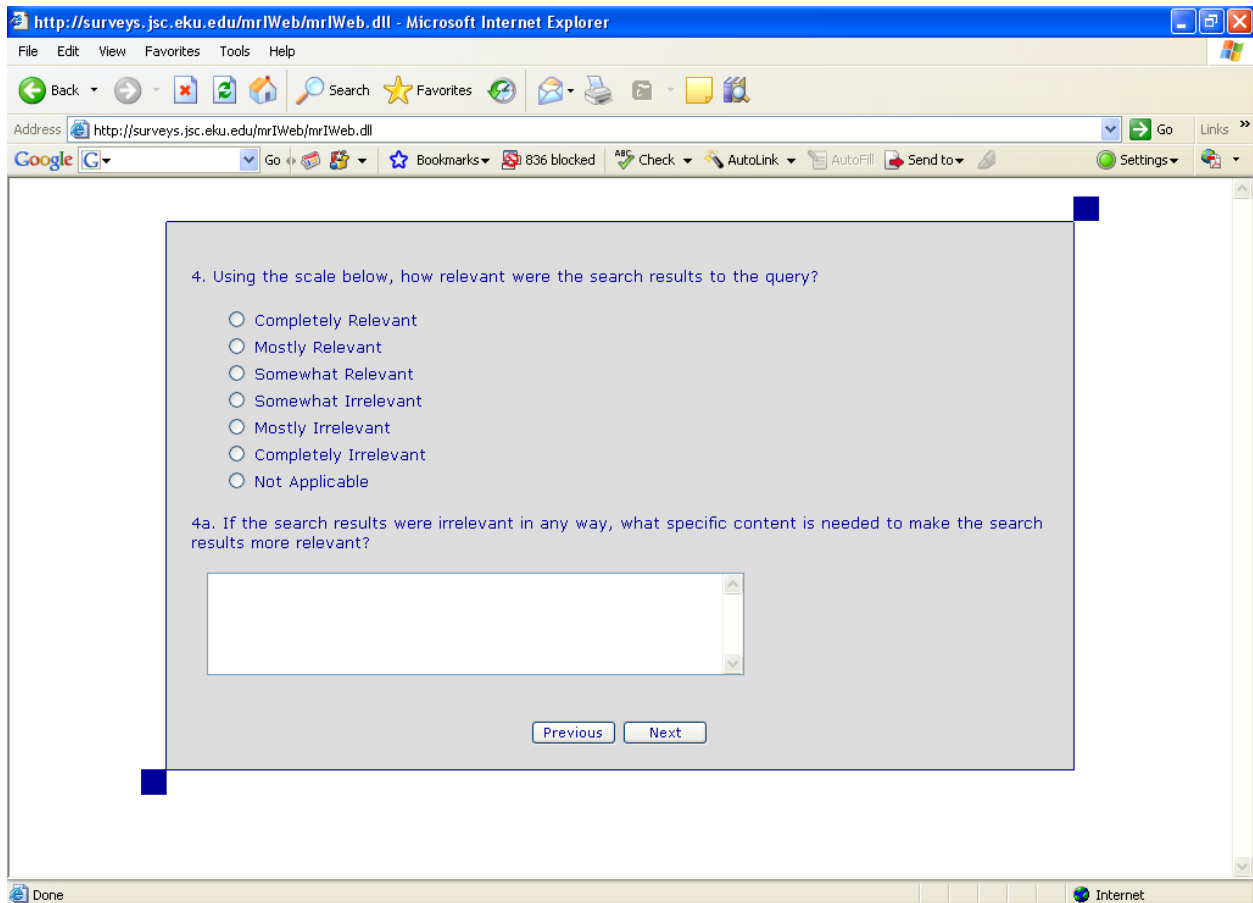 http://surveys.jsc.eku.edu/mrIWeb/mrIWeb.dll - Microsoft Internet Explorer
File Edit View Favorites Tools Help
Back Search Favorites
Address http://surveys.jsc.eku.edu/mrIWeb/mrIWeb.dll Go Links »
Google G Go Bookmarks 836 blocked ABC Check AutoLink AutoFill Send to Settings
4. Using the scale below, how relevant were the search results to the query?
Completely Relevant
Mostly Relevant
Somewhat Relevant
Somewhat Irrelevant
Mostly Irrelevant
Completely Irrelevant
Not Applicable
4a. If the search results were irrelevant in any way, what specific content is needed to make the search
results more relevant?
Previous Next
Done Internet